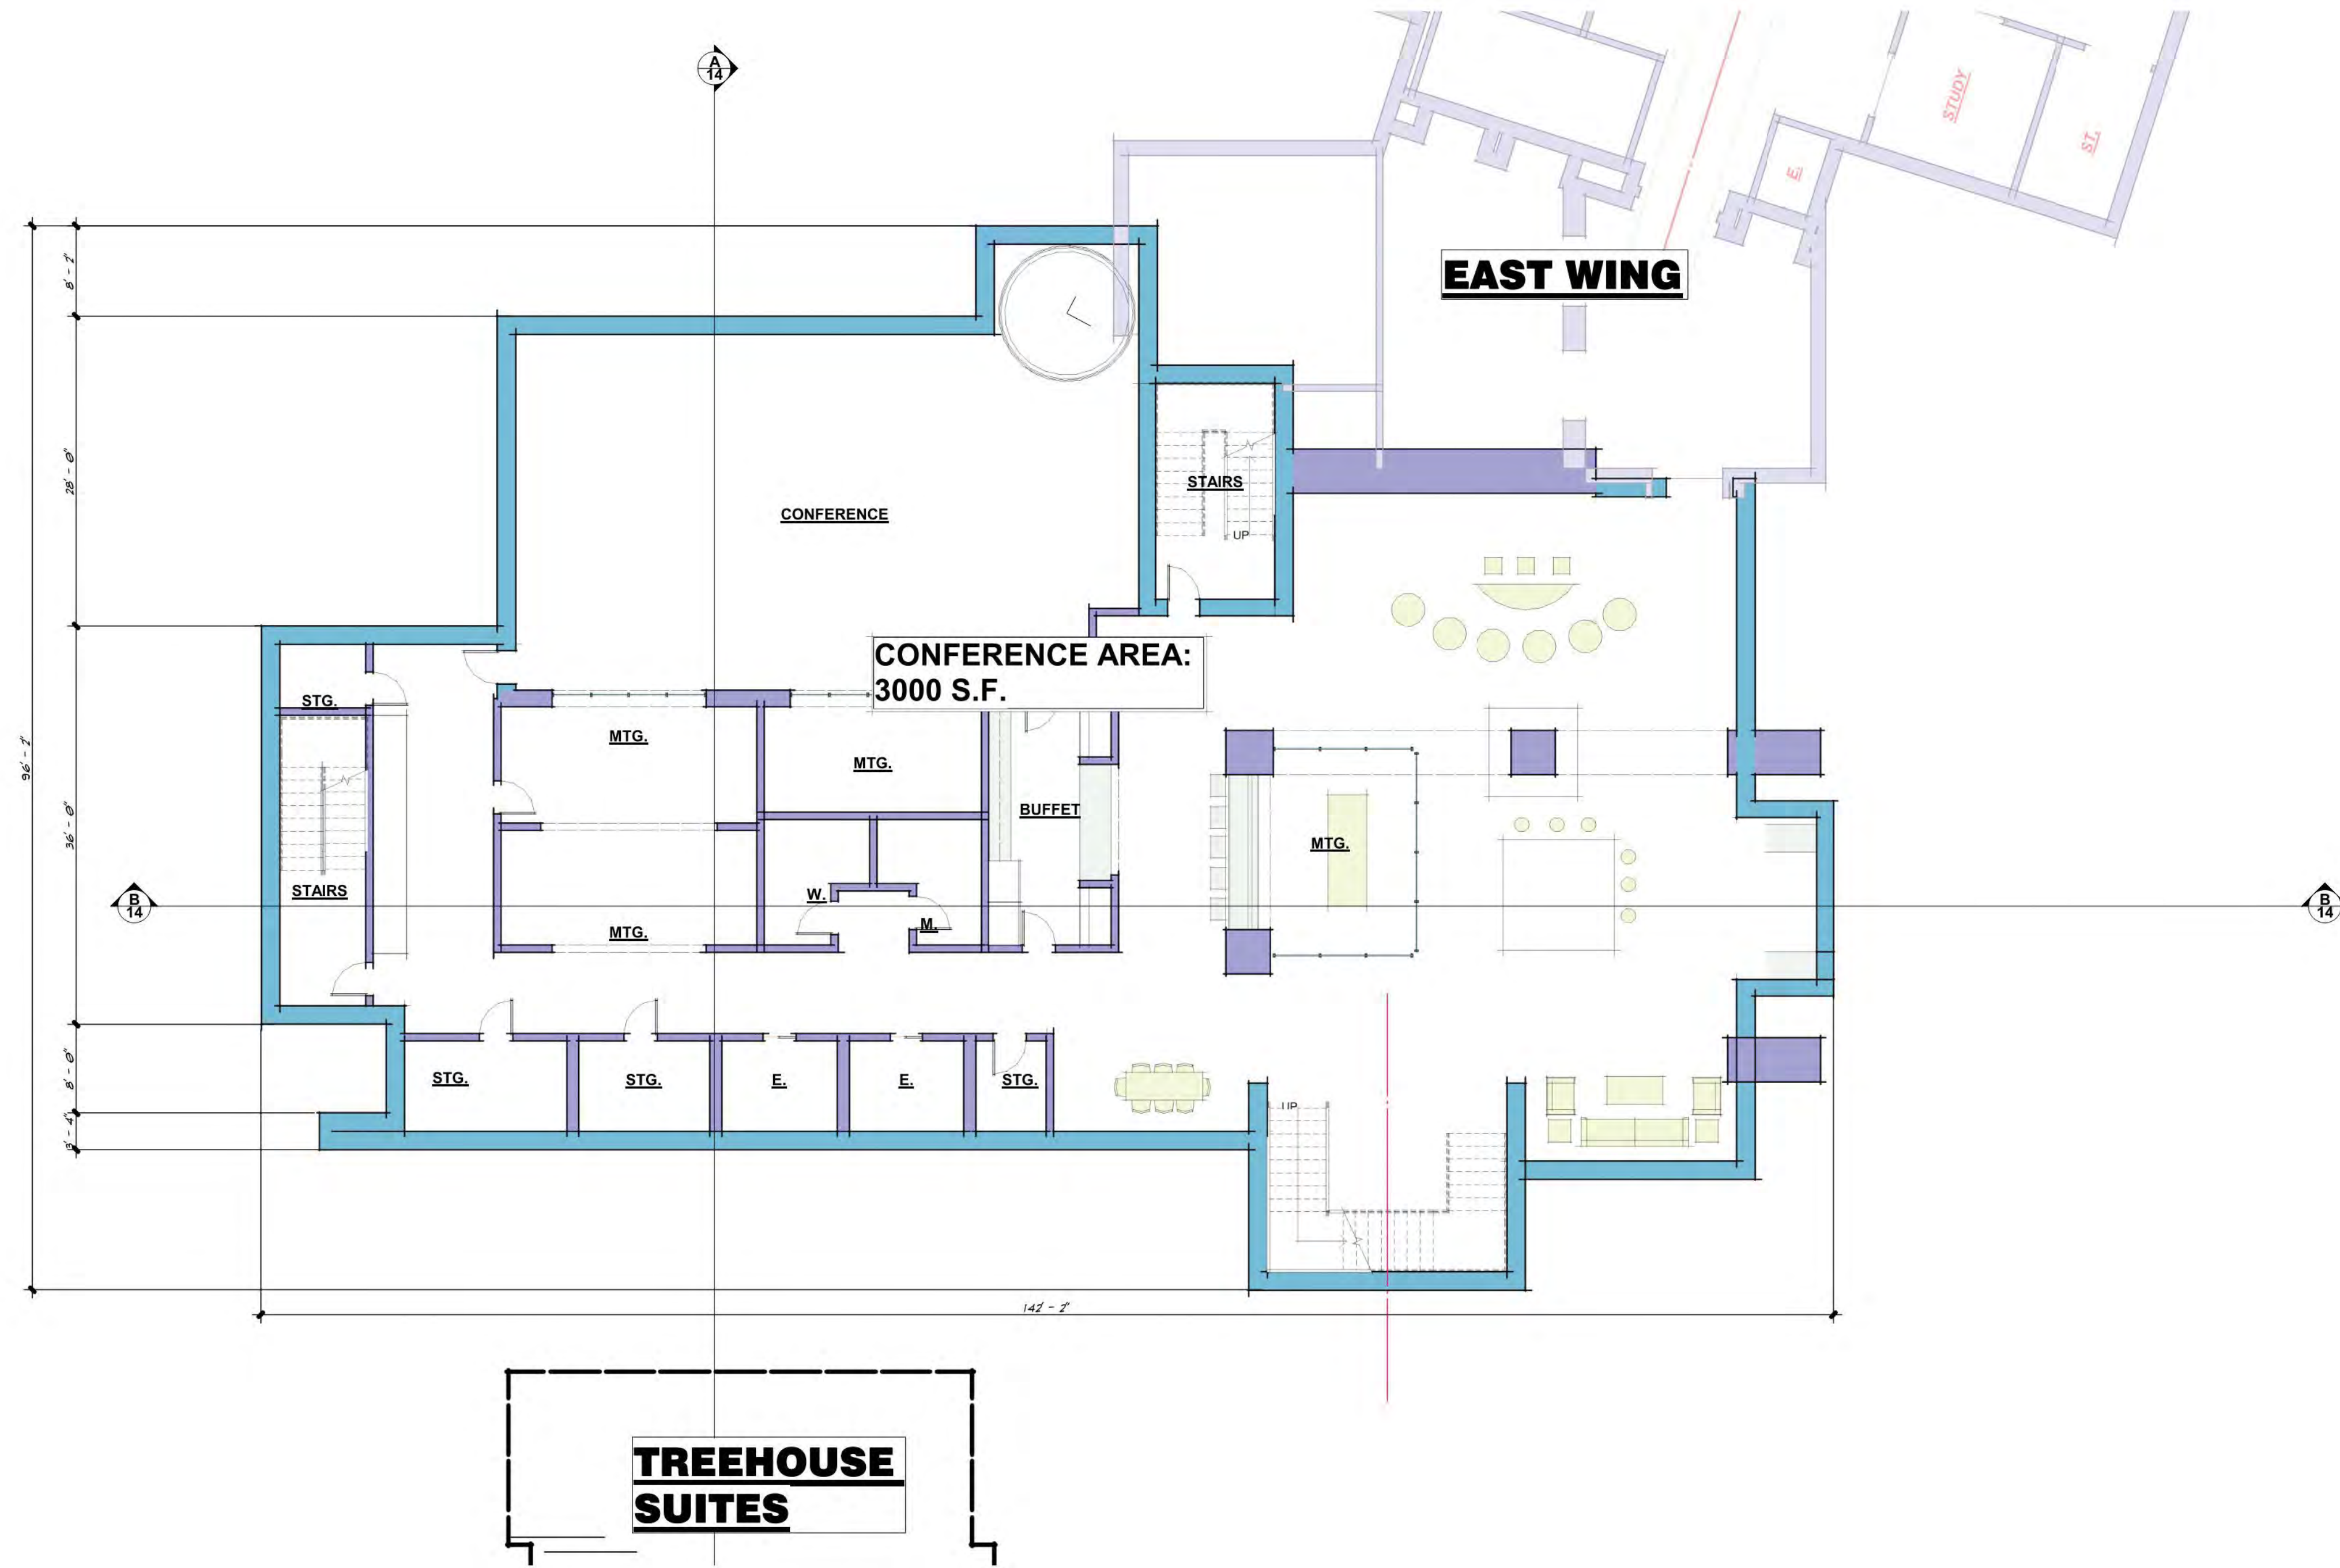 A
14
STUDY
ST.
E.
EAST WING
8' - 2"
28' - 0"
STAIRS
UP
CONFERENCE
CONFERENCE AREA:
3000 S.F.
STG.
MTG.
MTG.
96' - 2"
36' - 0"
BUFFET
MTG.
STAIRS
W.
M.
B
14
B
14
MTG.
8' - 0"
STG.
STG.
E.
E.
STG.
UP
3' - 4"
142' - 2"
TREEHOUSE
SUITES